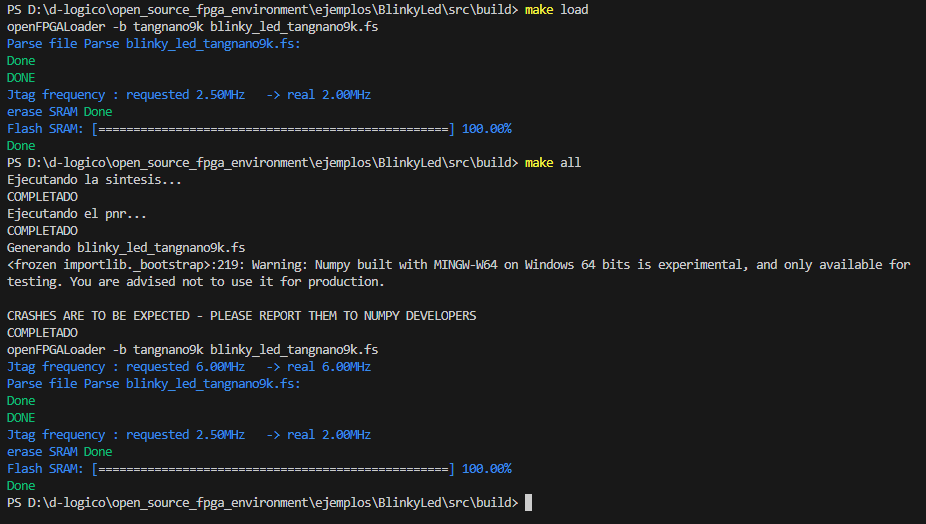 PS D:\d-logico\open_source_fpga_environment\ejemplos\BlinkyLed\src\build> make load
openFPGALoader -b tangnano9k blinky_led_tangnano9k.fs
Parse file Parse blinky_led_tangnano9k.fs:
Done
DONE
Jtag frequency : requested 2.50MHz   -> real 2.00MHz
erase SRAM Done
Flash SRAM: [==================================================] 100.00%
Done
PS D:\d-logico\open_source_fpga_environment\ejemplos\BlinkyLed\src\build> make all
Ejecutando la sintesis...
COMPLETADO
Ejecutando el pnr...
COMPLETADO
Generando blinky_led_tangnano9k.fs
<frozen importlib._bootstrap>:219: Warning: Numpy built with MINGW-W64 on Windows 64 bits is experimental, and only available for
testing. You are advised not to use it for production.

CRASHES ARE TO BE EXPECTED - PLEASE REPORT THEM TO NUMPY DEVELOPERS
COMPLETADO
openFPGALoader -b tangnano9k blinky_led_tangnano9k.fs
Jtag frequency : requested 6.00MHz   -> real 6.00MHz
Parse file Parse blinky_led_tangnano9k.fs:
Done
DONE
Jtag frequency : requested 2.50MHz   -> real 2.00MHz
erase SRAM Done
Flash SRAM: [==================================================] 100.00%
Done
PS D:\d-logico\open_source_fpga_environment\ejemplos\BlinkyLed\src\build>